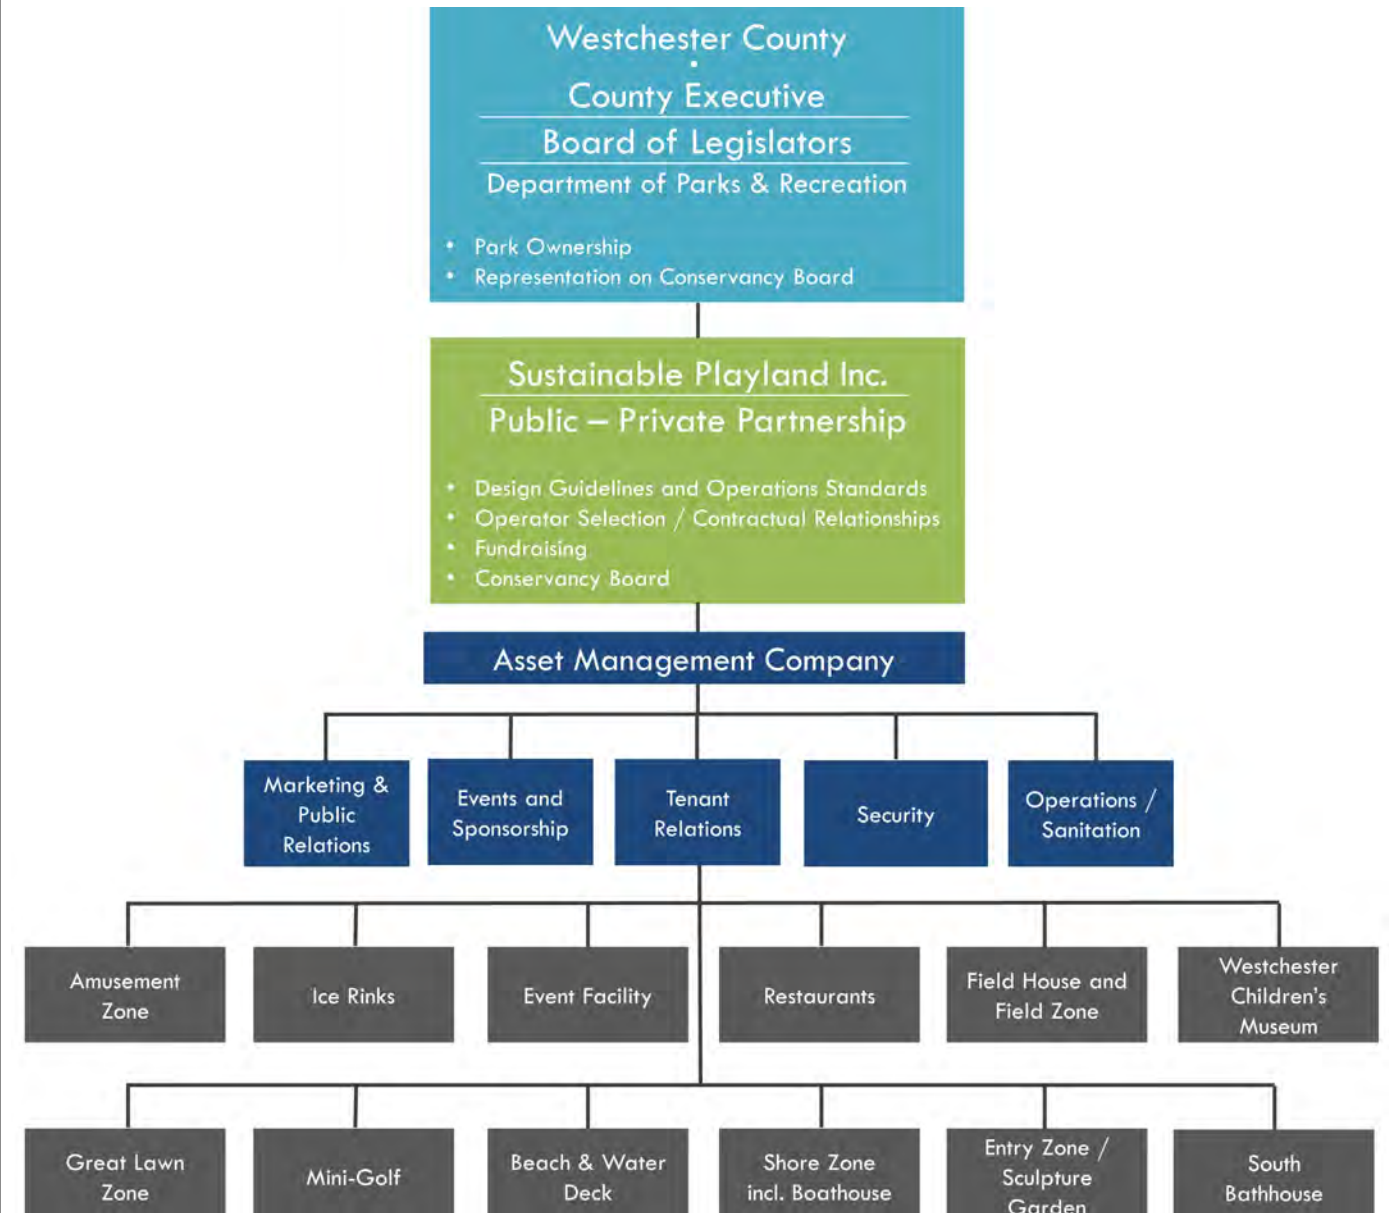 Westchester County
•
County Executive
Board of Legislators
Department of Parks & Recreation
• Park Ownership
• Representation on Conservancy Board
Sustainable Playland Inc.
Public – Private Partnership
• Design Guidelines and Operations Standards
• Operator Selection / Contractual Relationships
• Fundraising
• Conservancy Board
Asset Management Company
Marketing &
Public
Relations
Events and
Sponsorship
Tenant
Relations
Security
Operations /
Sanitation
Amusement
Zone
Ice Rinks
Event Facility
Restaurants
Field House and
Field Zone
Westchester
Children's
Museum
Great Lawn
Zone
Mini-Golf
Beach & Water
Deck
Shore Zone
incl. Boathouse
Entry Zone /
Sculpture
Garden
South
Bathhouse